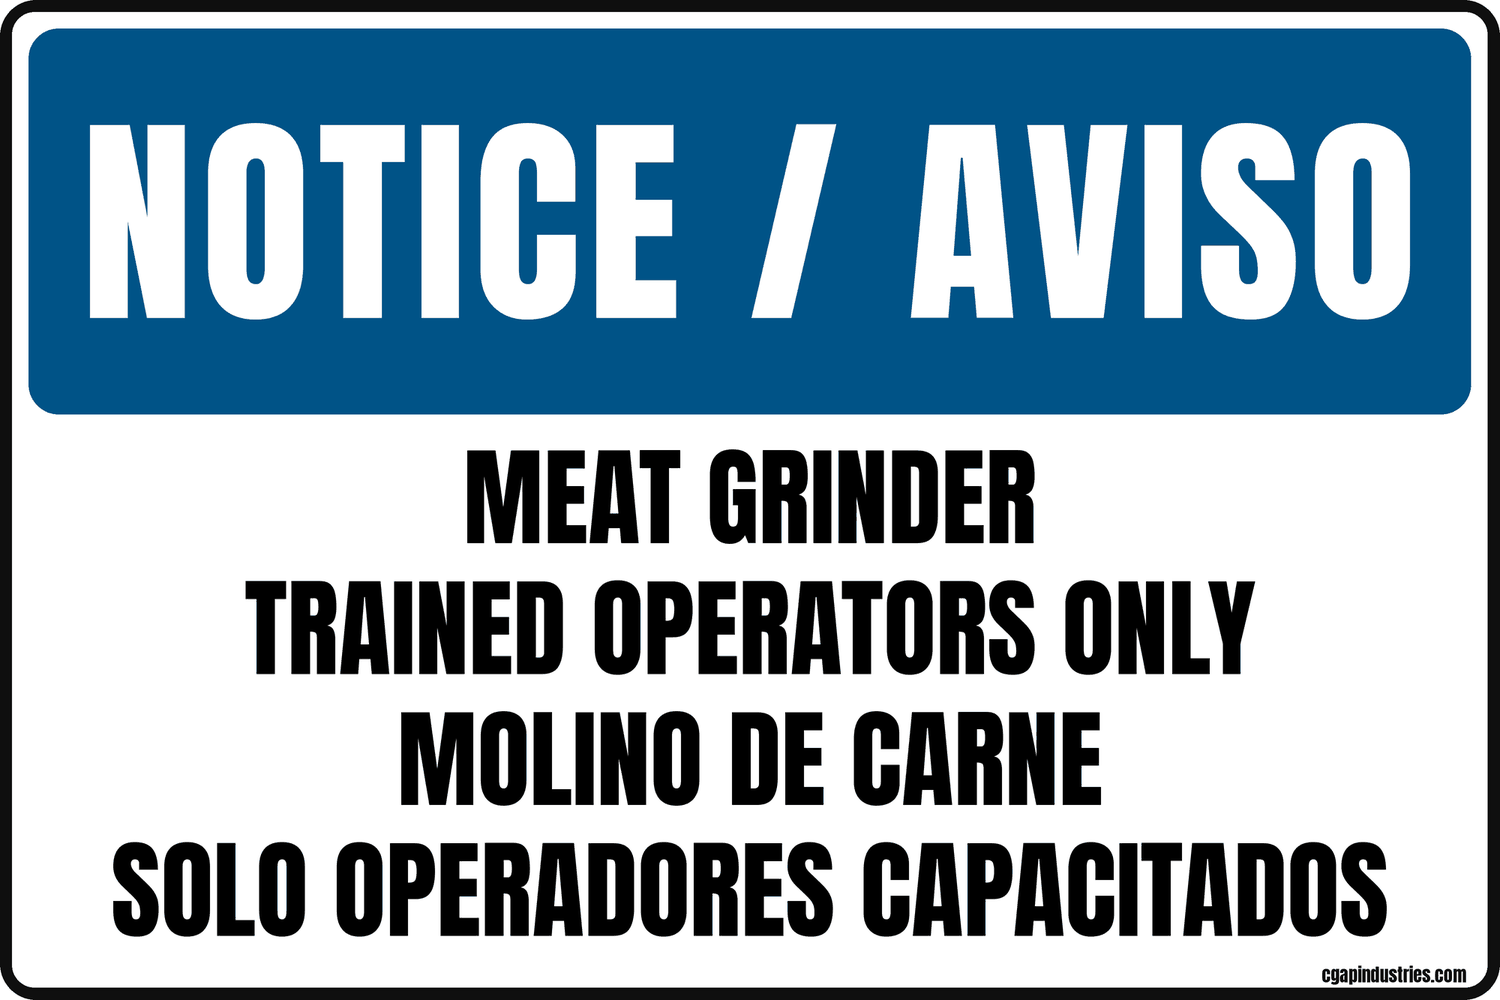 NOTICE / AVISO
MEAT GRINDER
TRAINED OPERATORS ONLY
MOLINO DE CARNE
SOLO OPERADORES CAPACITADOS
cgapindustries.com